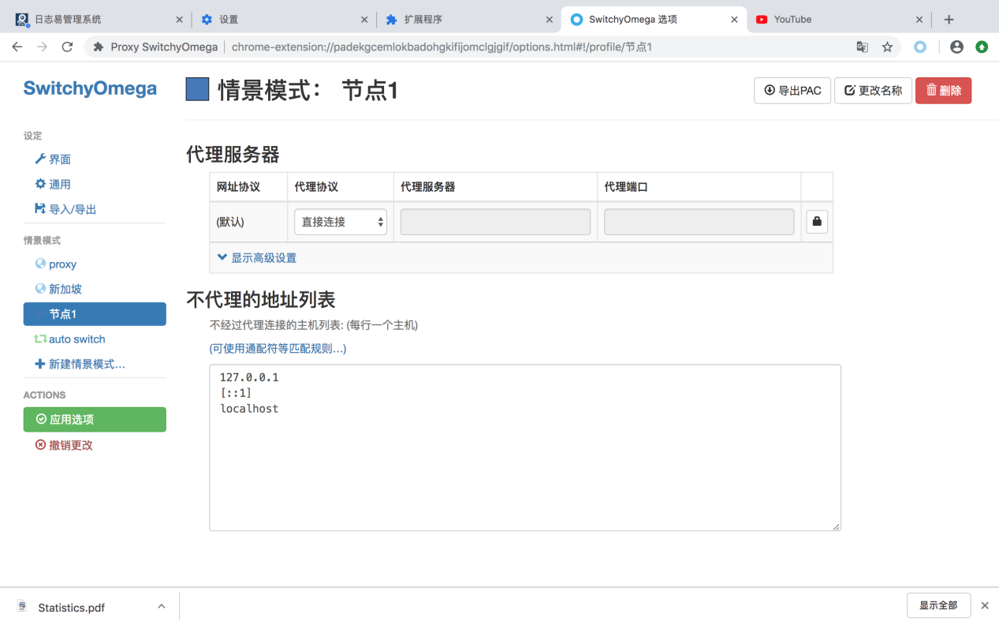 日志易管理系统
设置
扩展程序
SwitchyOmega 选项
YouTube
Proxy SwitchyOmega
chrome-extension://padekgcemlokbadohgkifijomclgjgif/options.html#!/profile/节点1
SwitchyOmega
情景模式： 节点1
导出PAC
更改名称
删除
设定
界面
通用
导入/导出
情景模式
proxy
新加坡
节点1
auto switch
新建情景模式…
ACTIONS
应用选项
撤销更改
代理服务器
网址协议 代理协议 代理服务器 代理端口
(默认) 直接连接
显示高级设置
不代理的地址列表
不经过代理连接的主机列表: (每行一个主机)
(可使用通配符等匹配规则…)
127.0.0.1
[::1]
localhost
Statistics.pdf
显示全部